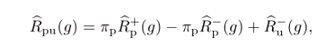 R̂_pu(g) = π_p R̂_p^+(g) − π_p R̂_p^−(g) + R̂_u^−(g),